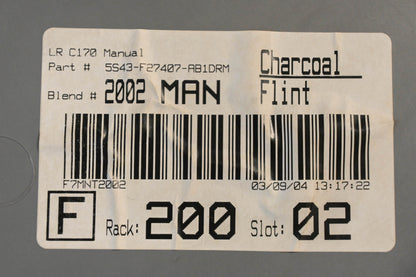 LR C170 Manual
Part # 5S43-F27407-AB1DRM
Charcoal
Blend # 2002 MAN Flint
F7MNT2002 03/09/04 13:17:22
F Rack: 200 Slot: 02